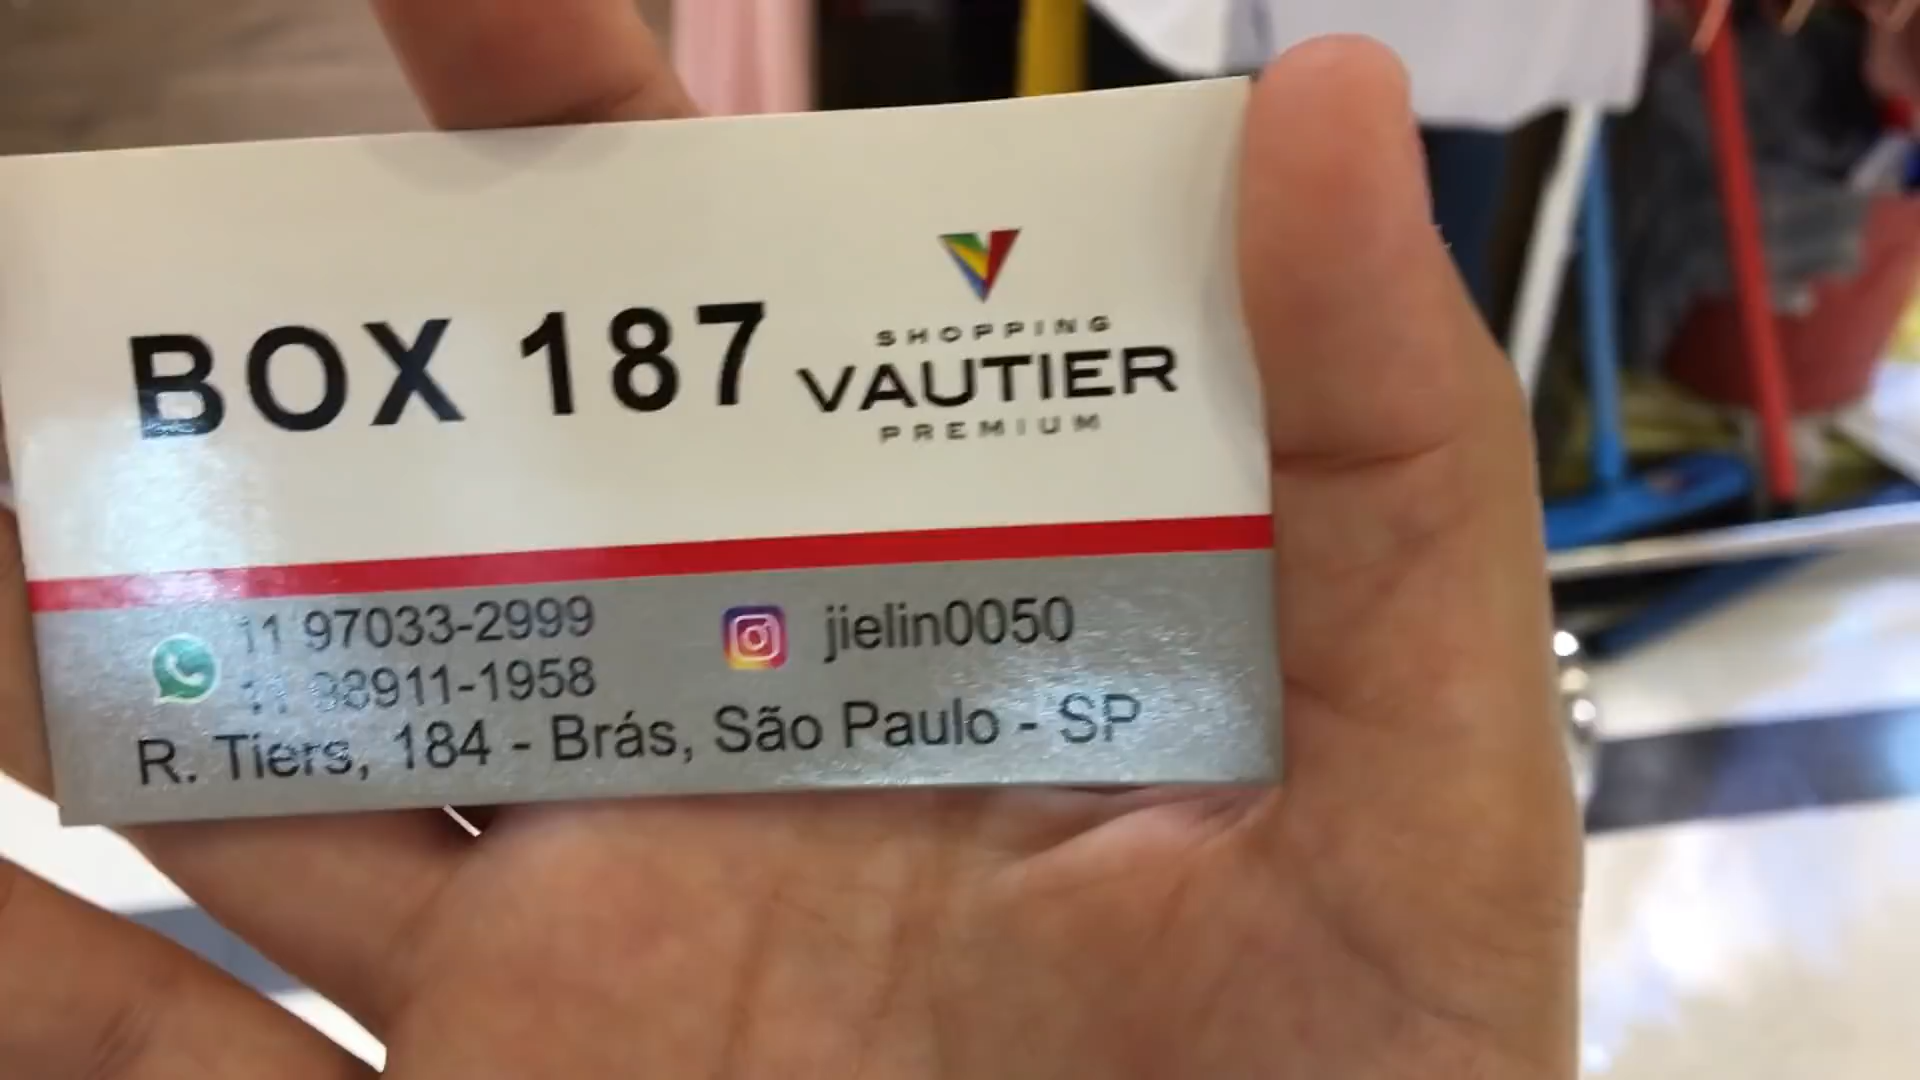 BOX 187
SHOPPING
VAUTIER
PREMIUM
11 97033-2999
11 98911-1958
jielin0050
R. Tiers, 184 - Brás, São Paulo - SP